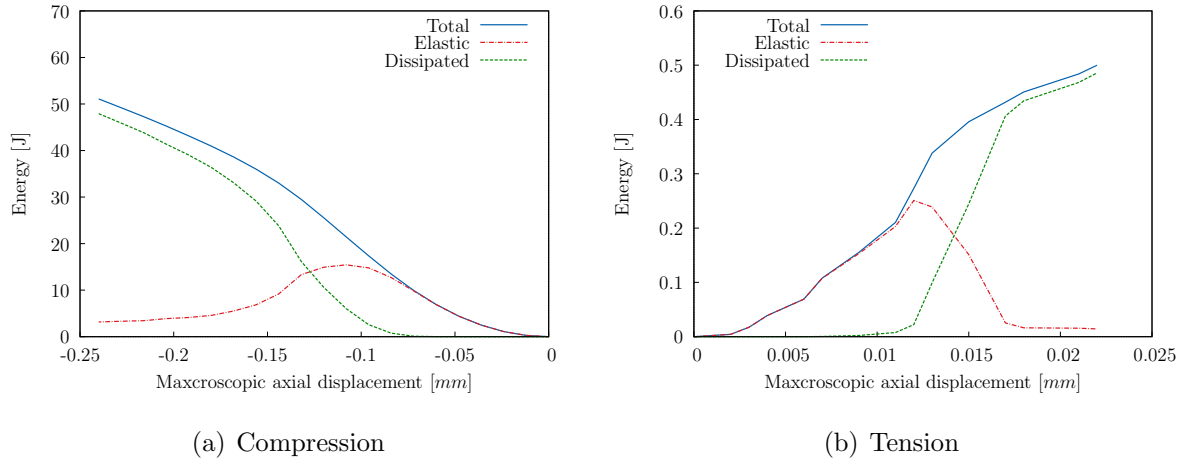 70
60
50
40
30
20
10
0
-0.25
-0.2
-0.15
-0.1
-0.05
0
Energy [J]
Maxcroscopic axial displacement [mm]
Total
Elastic
Dissipated
(a) Compression
0.6
0.5
0.4
0.3
0.2
0.1
0
0
0.005
0.01
0.015
0.02
0.025
Energy [J]
Maxcroscopic axial displacement [mm]
Total
Elastic
Dissipated
(b) Tension